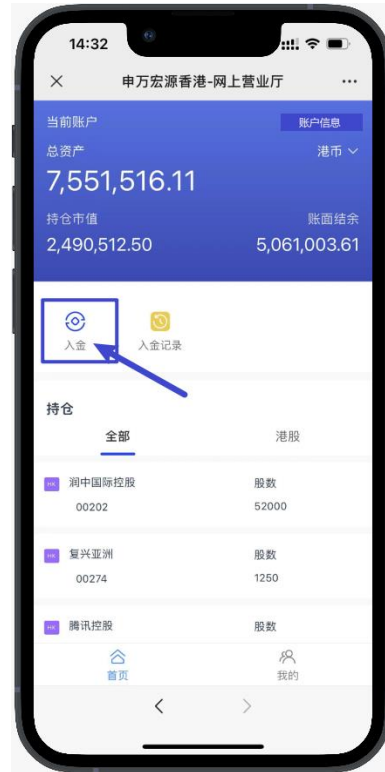 14:32
申万宏源香港-网上营业厅
当前账户 账户信息
总资产 港币
7,551,516.11
持仓市值 账面结余
2,490,512.50 5,061,003.61
入金 入金记录
持仓
全部 港股
HK 润中国际控股 股数
00202 52000
HK 复兴亚洲 股数
00274 1250
HK 腾讯控股 股数
首页 我的